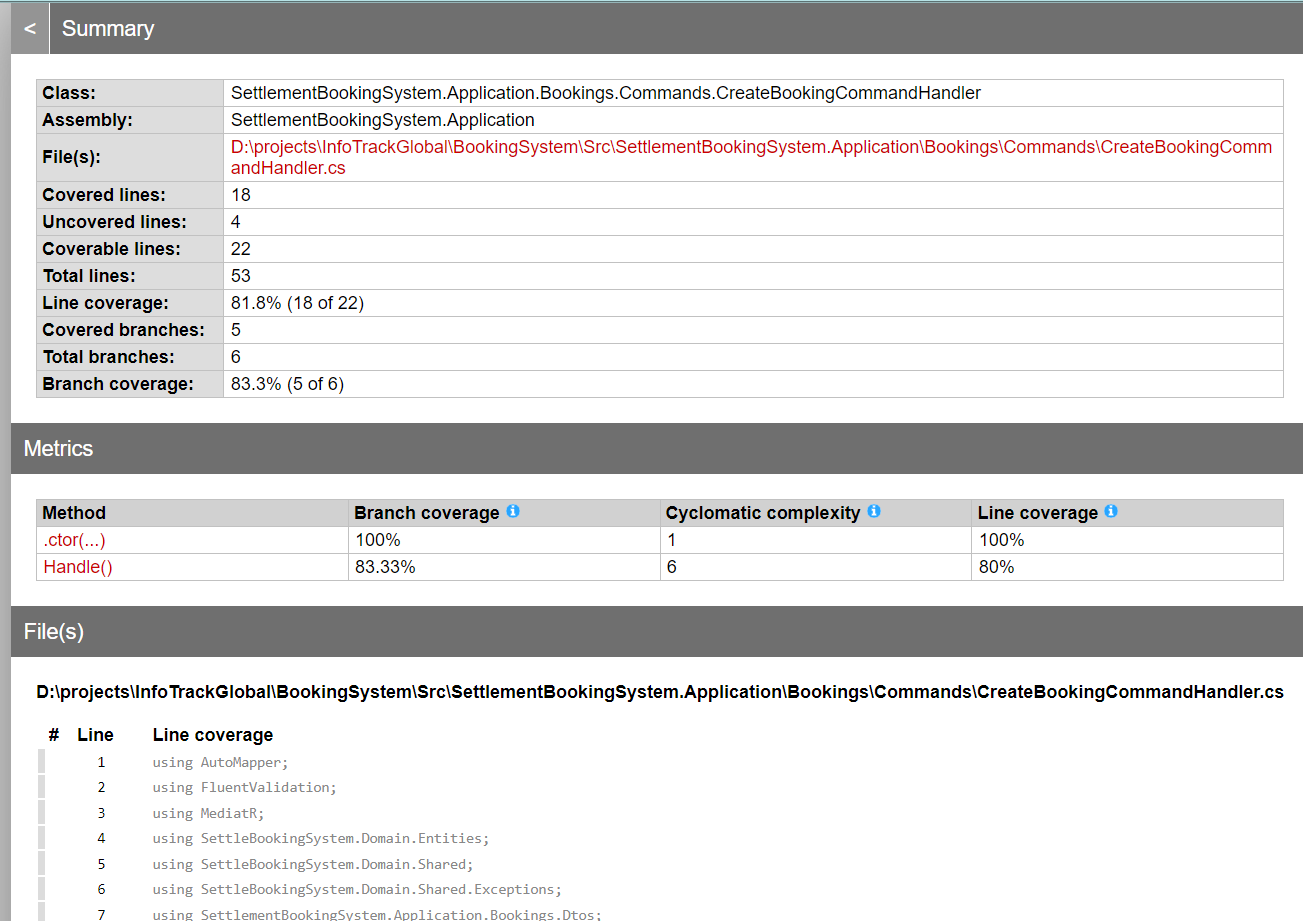 < Summary
Class: SettlementBookingSystem.Application.Bookings.Commands.CreateBookingCommandHandler
Assembly: SettlementBookingSystem.Application
File(s): D:\projects\InfoTrackGlobal\BookingSystem\Src\SettlementBookingSystem.Application\Bookings\Commands\CreateBookingComm
andHandler.cs
Covered lines: 18
Uncovered lines: 4
Coverable lines: 22
Total lines: 53
Line coverage: 81.8% (18 of 22)
Covered branches: 5
Total branches: 6
Branch coverage: 83.3% (5 of 6)
Metrics
Method Branch coverage i Cyclomatic complexity i Line coverage i
.ctor(...) 100% 1 100%
Handle() 83.33% 6 80%
File(s)
D:\projects\InfoTrackGlobal\BookingSystem\Src\SettlementBookingSystem.Application\Bookings\Commands\CreateBookingCommandHandler.cs
# Line Line coverage
1 using AutoMapper;
2 using FluentValidation;
3 using MediatR;
4 using SettleBookingSystem.Domain.Entities;
5 using SettleBookingSystem.Domain.Shared;
6 using SettleBookingSystem.Domain.Shared.Exceptions;
7 using SettlementBookingSystem.Application.Bookings.Dtos;